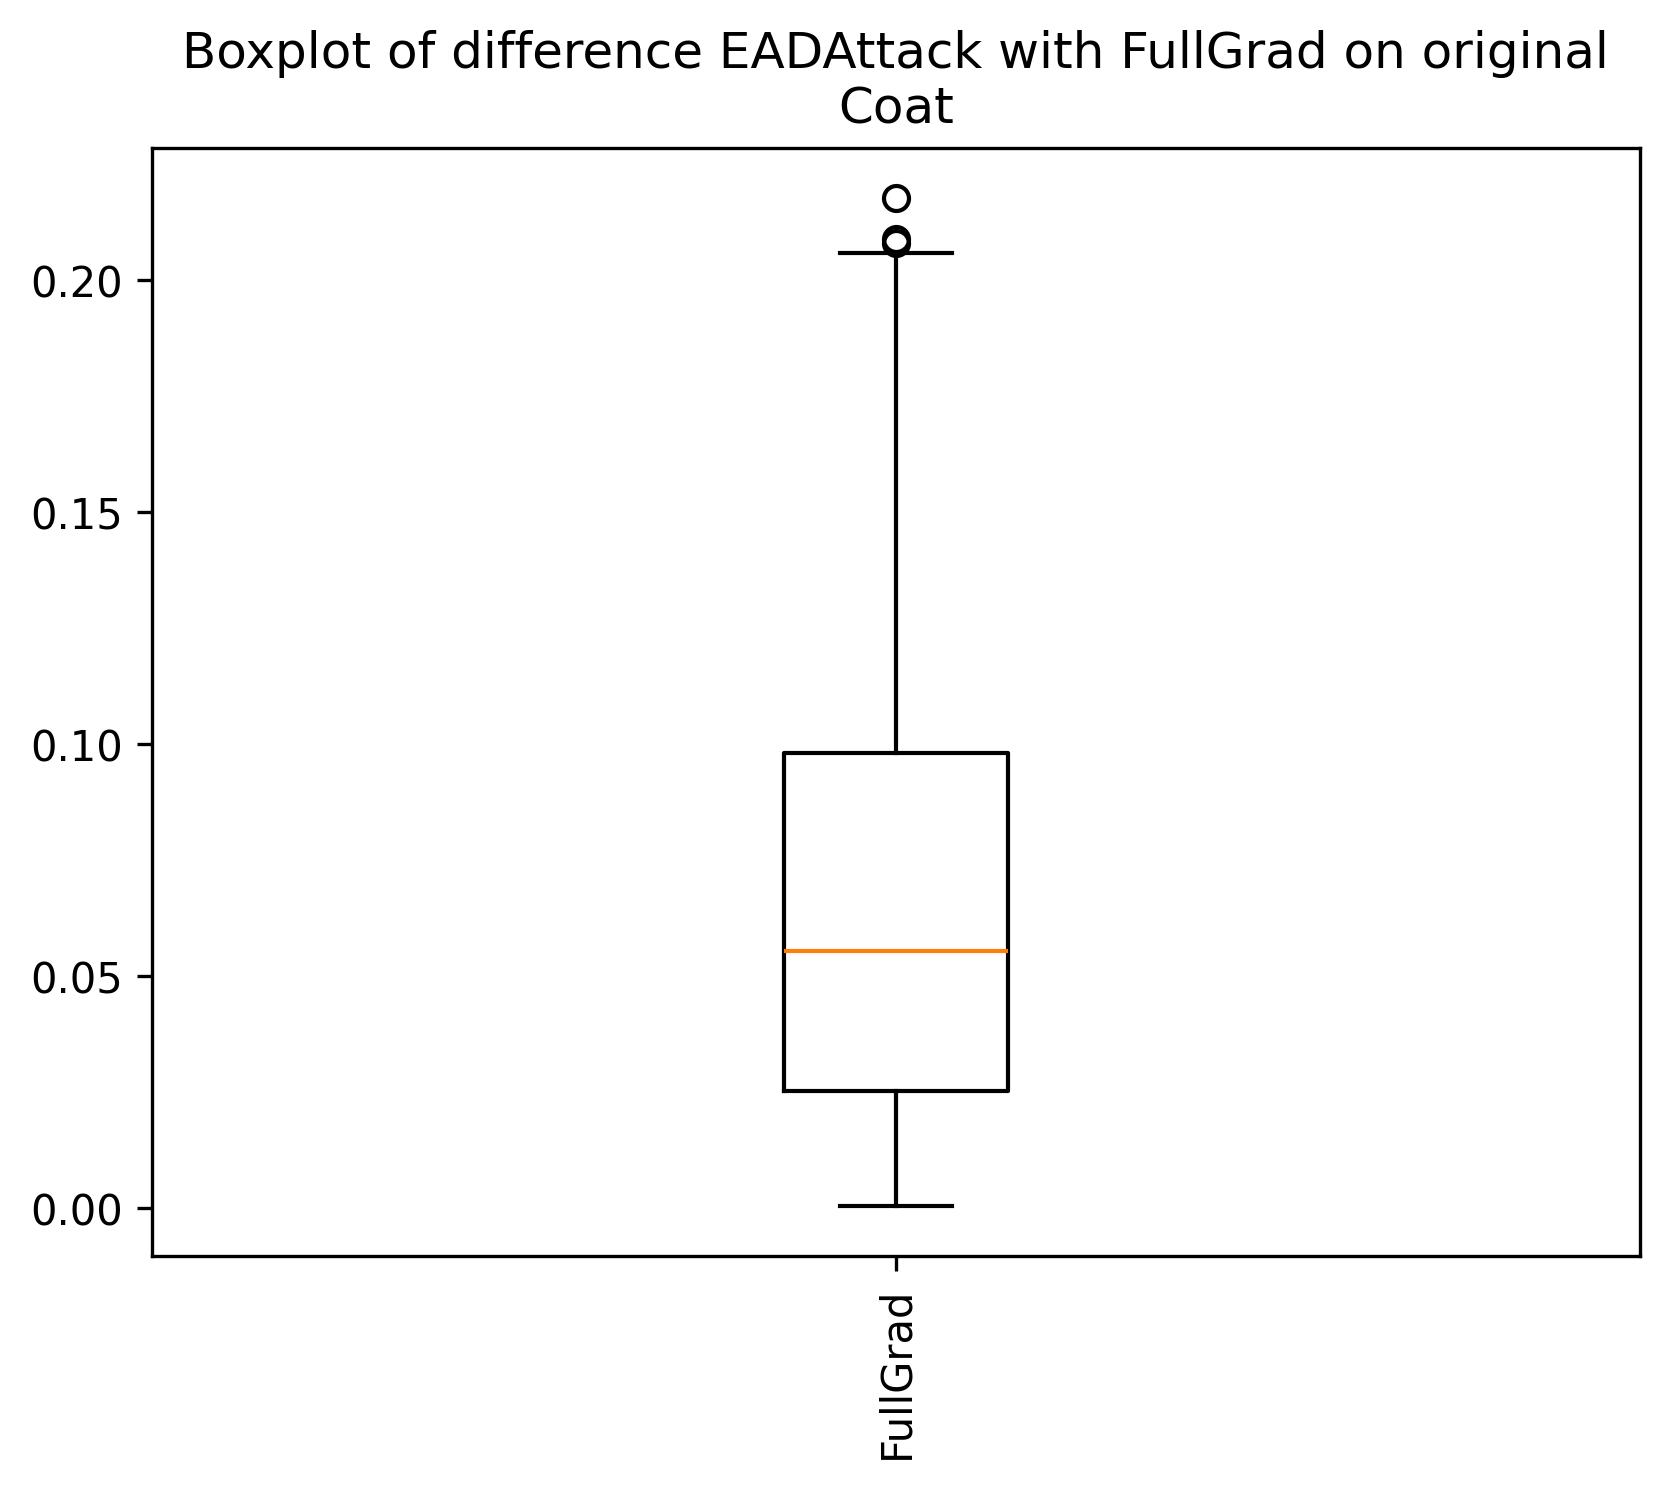 Boxplot of difference EADAttack with FullGrad on original
Coat
0.20
0.15
0.10
0.05
0.00
FullGrad